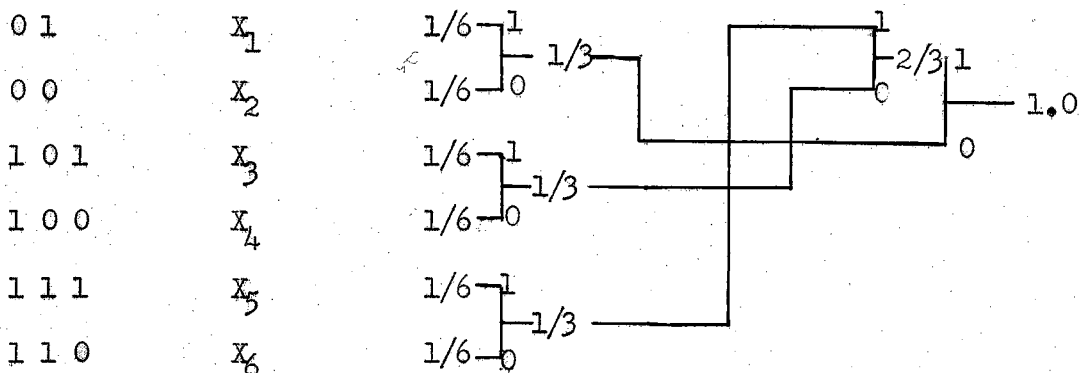 0 1 X1 1/6 1 1
1/3 2/3 1
0 0 X2 1/6 0 0
1.0
1 0 1 X3 1/6 1 0
1/3
1 0 0 X4 1/6 0
1 1 1 X5 1/6 1
1/3
1 1 0 X6 1/6 0